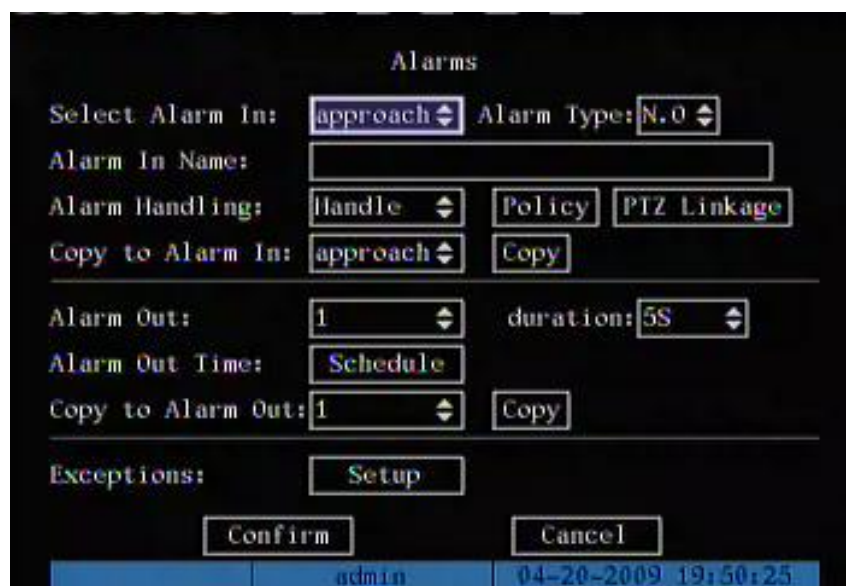 Alarms
Select Alarm In: approach Alarm Type: N.O
Alarm In Name:
Alarm Handling: Handle Policy PTZ Linkage
Copy to Alarm In: approach Copy
Alarm Out: 1 duration: 5S
Alarm Out Time: Schedule
Copy to Alarm Out: 1 Copy
Exceptions: Setup
Confirm Cancel
admin 04-20-2009 19:50:25